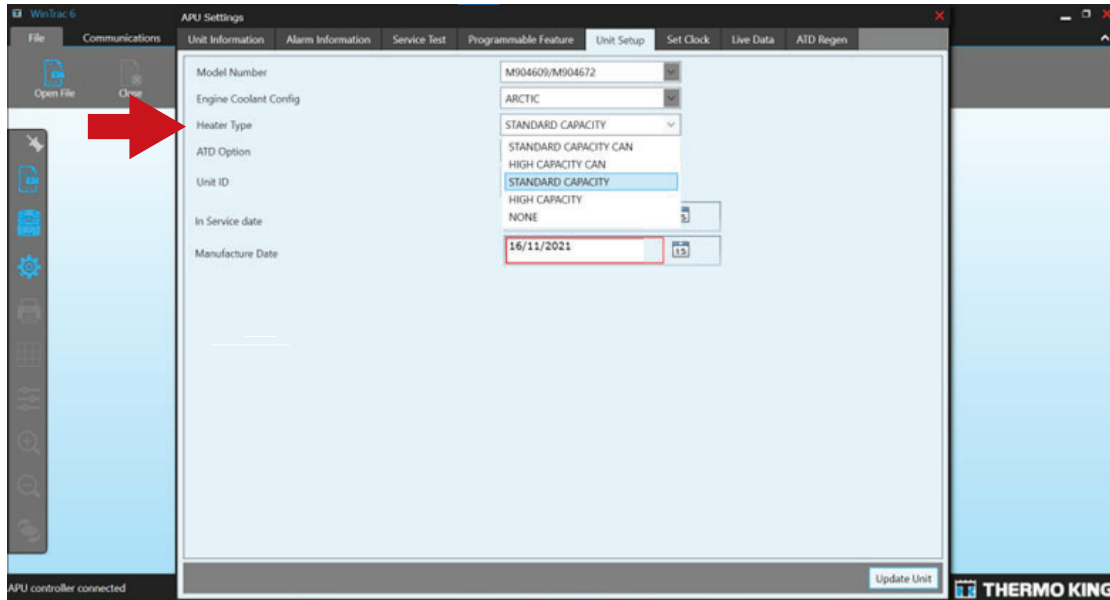 WinTrac 6
APU Settings
File Communications
Unit Information Alarm Information Service Test Programmable Feature Unit Setup Set Clock Live Data ATD Regen
Open File Close
Model Number M904609/M904672
Engine Coolant Config ARCTIC
Heater Type STANDARD CAPACITY
STANDARD CAPACITY CAN
HIGH CAPACITY CAN
STANDARD CAPACITY
HIGH CAPACITY
NONE
ATD Option
Unit ID
In Service date
Manufacture Date 16/11/2021 15
Update Unit
APU controller connected
THERMO KING